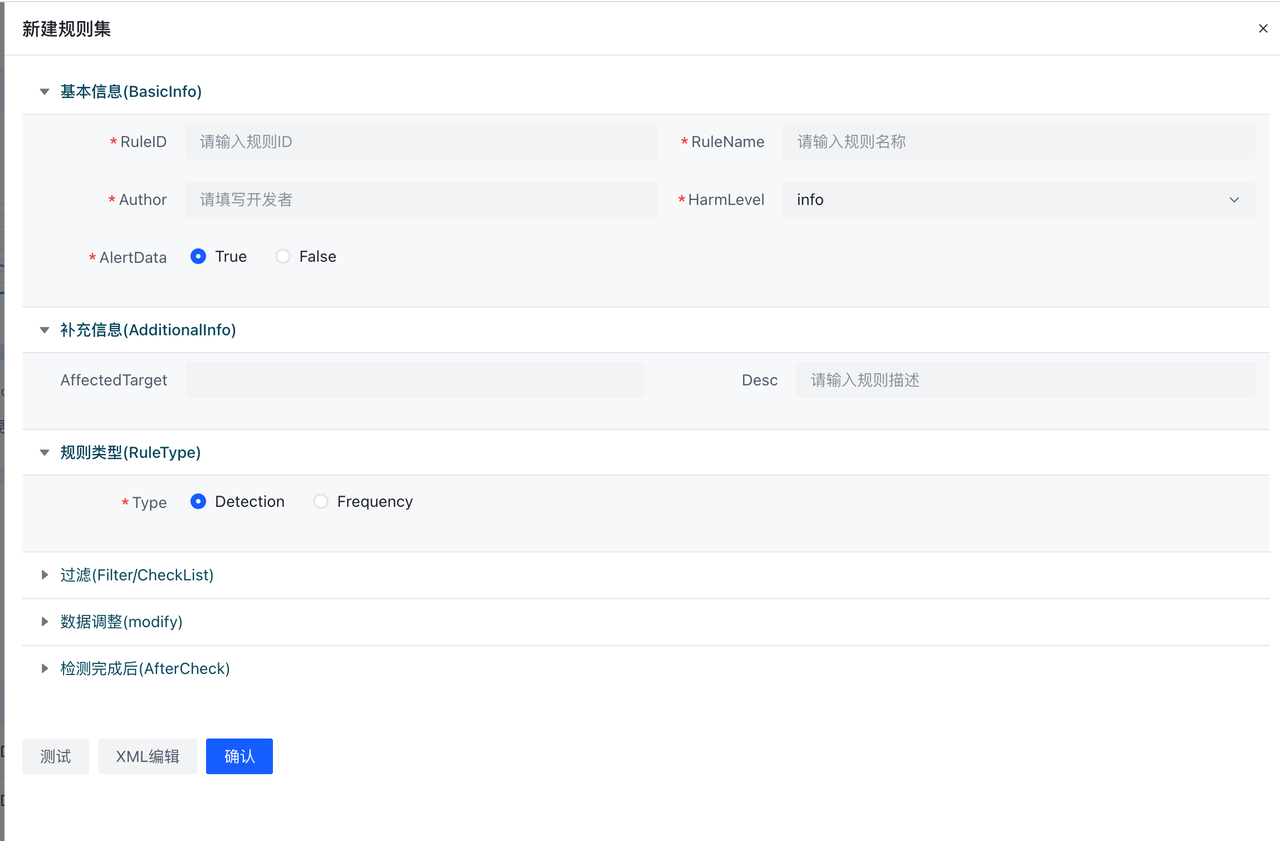 新建规则集
基本信息(BasicInfo)
*RuleID 请输入规则ID *RuleName 请输入规则名称
*Author 请填写开发者 *HarmLevel info
*AlertData True False
补充信息(AdditionalInfo)
AffectedTarget Desc 请输入规则描述
规则类型(RuleType)
*Type Detection Frequency
过滤(Filter/CheckList)
数据调整(modify)
检测完成后(AfterCheck)
测试 XML编辑 确认